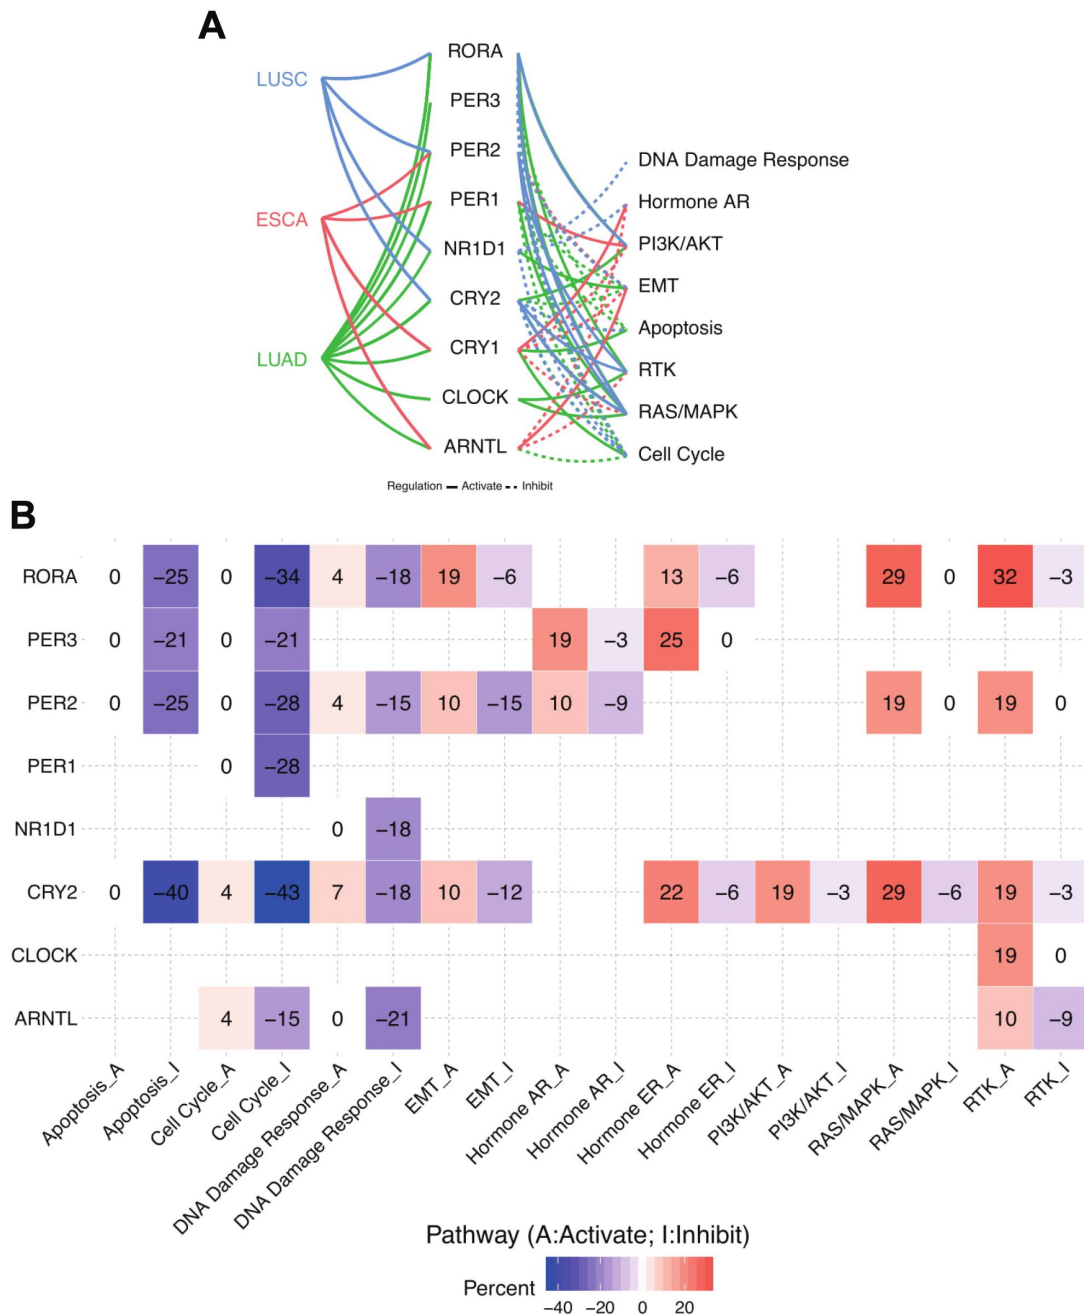 A
LUSC
ESCA
LUAD
RORA
PER3
PER2
PER1
NR1D1
CRY2
CRY1
CLOCK
ARNTL
DNA Damage Response
Hormone AR
PI3K/AKT
EMT
Apoptosis
RTK
RAS/MAPK
Cell Cycle
Regulation Activate Inhibit
B
RORA 0 −25 0 −34 4 −18 19 −6 13 −6 29 0 32 −3
PER3 0 −21 0 −21 19 −3 25 0
PER2 0 −25 0 −28 4 −15 10 −15 10 −9 19 0 19 0
PER1 0 −28
NR1D1 0 −18
CRY2 0 −40 4 −43 7 −18 10 −12 22 −6 19 −3 29 −6 19 −3
CLOCK 19 0
ARNTL 4 −15 0 −21 10 −9
Apoptosis_A
Apoptosis_I
Cell Cycle_A
Cell Cycle_I
DNA Damage Response_A
DNA Damage Response_I
EMT_A
EMT_I
Hormone AR_A
Hormone AR_I
Hormone ER_A
Hormone ER_I
PI3K/AKT_A
PI3K/AKT_I
RAS/MAPK_A
RAS/MAPK_I
RTK_A
RTK_I
Pathway (A:Activate; I:Inhibit)
Percent
−40 −20 0 20